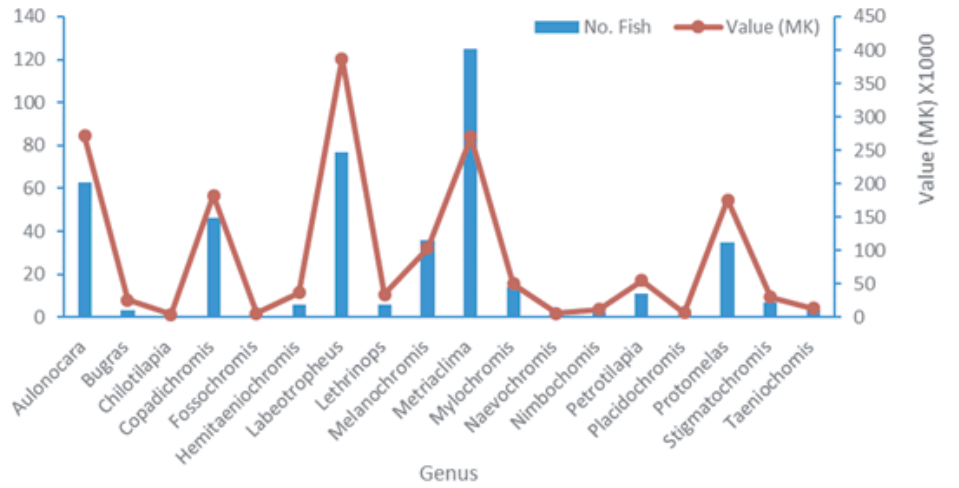 140
120
100
80
60
40
20
0
No. Fish
Value (MK)
450
400
350
300
250
200
150
100
50
0
Value (MK) X1000
Aulonocara
Bugras
Chilotilapia
Copadichromis
Fossochromis
Hemitaeniochromis
Labeotropheus
Lethrinops
Melanochromis
Metriaclima
Mylochromis
Naevochromis
Nimbochomis
Petrotilapia
Placidochromis
Protomelas
Stigmatochromis
Taeniochomis
Genus